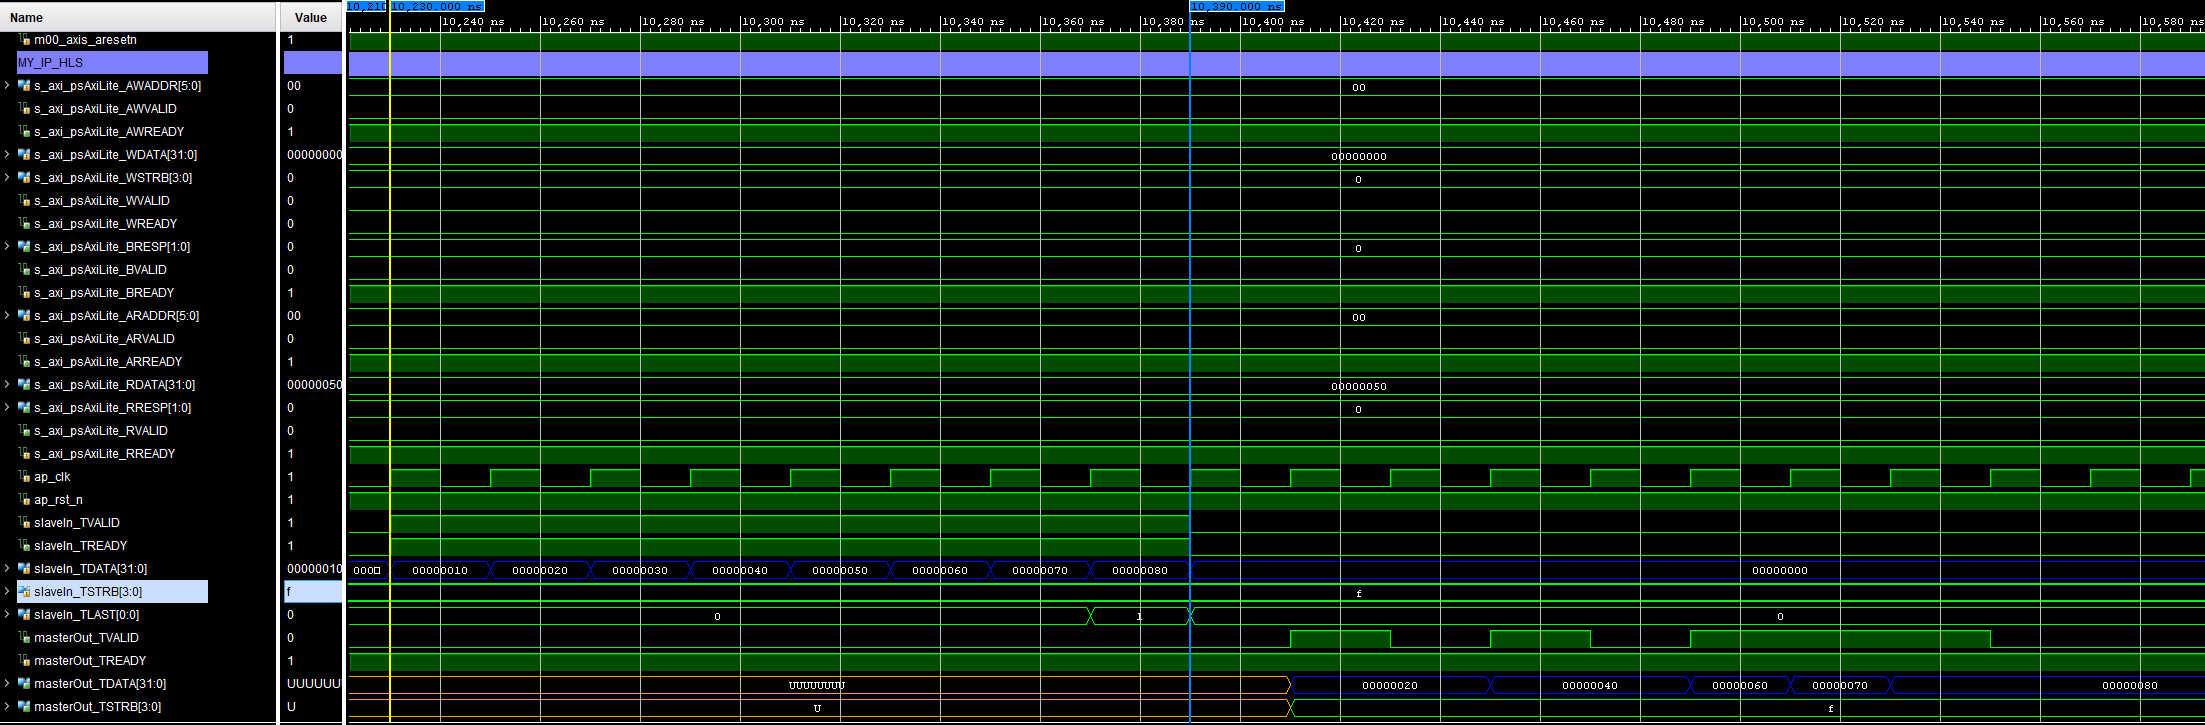 Name Value 10,210 10,230.000 ns 10,390.000 ns
10,240 ns 10,260 ns 10,280 ns 10,300 ns 10,320 ns 10,340 ns 10,360 ns 10,380 10,400 ns 10,420 ns 10,440 ns 10,460 ns 10,480 ns 10,500 ns 10,520 ns 10,540 ns 10,560 ns 10,580 ns
m00_axis_aresetn 1
MY_IP_HLS
s_axi_psAxiLite_AWADDR[5:0] 00 00
s_axi_psAxiLite_AWVALID 0
s_axi_psAxiLite_AWREADY 1
s_axi_psAxiLite_WDATA[31:0] 00000000 00000000
s_axi_psAxiLite_WSTRB[3:0] 0 0
s_axi_psAxiLite_WVALID 0
s_axi_psAxiLite_WREADY 0
s_axi_psAxiLite_BRESP[1:0] 0 0
s_axi_psAxiLite_BVALID 0
s_axi_psAxiLite_BREADY 1
s_axi_psAxiLite_ARADDR[5:0] 00 00
s_axi_psAxiLite_ARVALID 0
s_axi_psAxiLite_ARREADY 1
s_axi_psAxiLite_RDATA[31:0] 00000050 00000050
s_axi_psAxiLite_RRESP[1:0] 0 0
s_axi_psAxiLite_RVALID 0
s_axi_psAxiLite_RREADY 1
ap_clk 1
ap_rst_n 1
slaveIn_TVALID 1
slaveIn_TREADY 1
slaveIn_TDATA[31:0] 00000010 000 00000010 00000020 00000030 00000040 00000050 00000060 00000070 00000080 00000000
slaveIn_TSTRB[3:0] f f
slaveIn_TLAST[0:0] 0 0 1 0
masterOut_TVALID 0
masterOut_TREADY 1
masterOut_TDATA[31:0] UUUUUU UUUUUUUU 00000020 00000040 00000060 00000070 00000080
masterOut_TSTRB[3:0] U U f